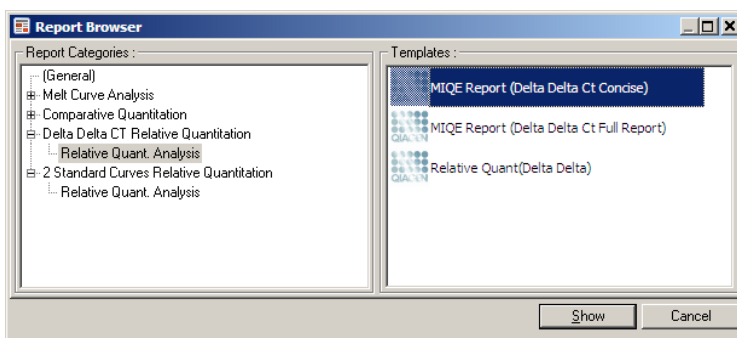 Report Browser
Report Categories :
(General)
Melt Curve Analysis
Comparative Quantitation
Delta Delta CT Relative Quantitation
Relative Quant. Analysis
2 Standard Curves Relative Quantitation
Relative Quant. Analysis
Templates :
MIQE Report (Delta Delta Ct Concise)
MIQE Report (Delta Delta Ct Full Report)
QIAGEN
Relative Quant(Delta Delta)
QIAGEN
Show
Cancel